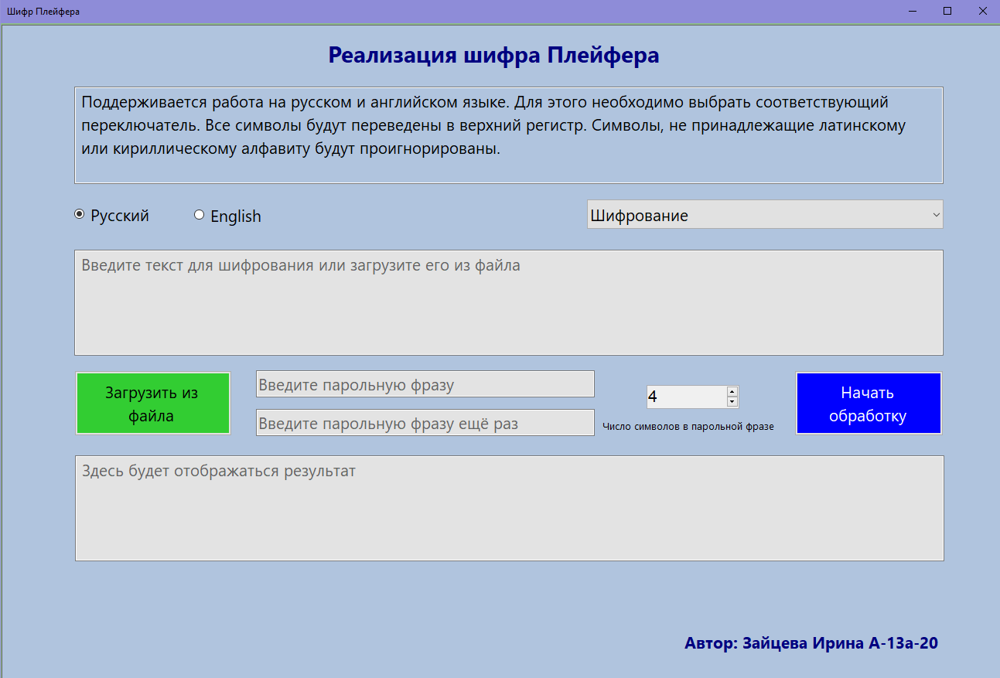 Шифр Плейфера
Реализация шифра Плейфера
Поддерживается работа на русском и английском языке. Для этого необходимо выбрать соответствующий
переключатель. Все символы будут переведены в верхний регистр. Символы, не принадлежащие латинскому
или кириллическому алфавиту будут проигнорированы.
Русский English Шифрование
Введите текст для шифрования или загрузите его из файла
Загрузить из
файла
Введите парольную фразу
Введите парольную фразу ещё раз
4
Число символов в парольной фразе
Начать
обработку
Здесь будет отображаться результат
Автор: Зайцева Ирина А-13а-20